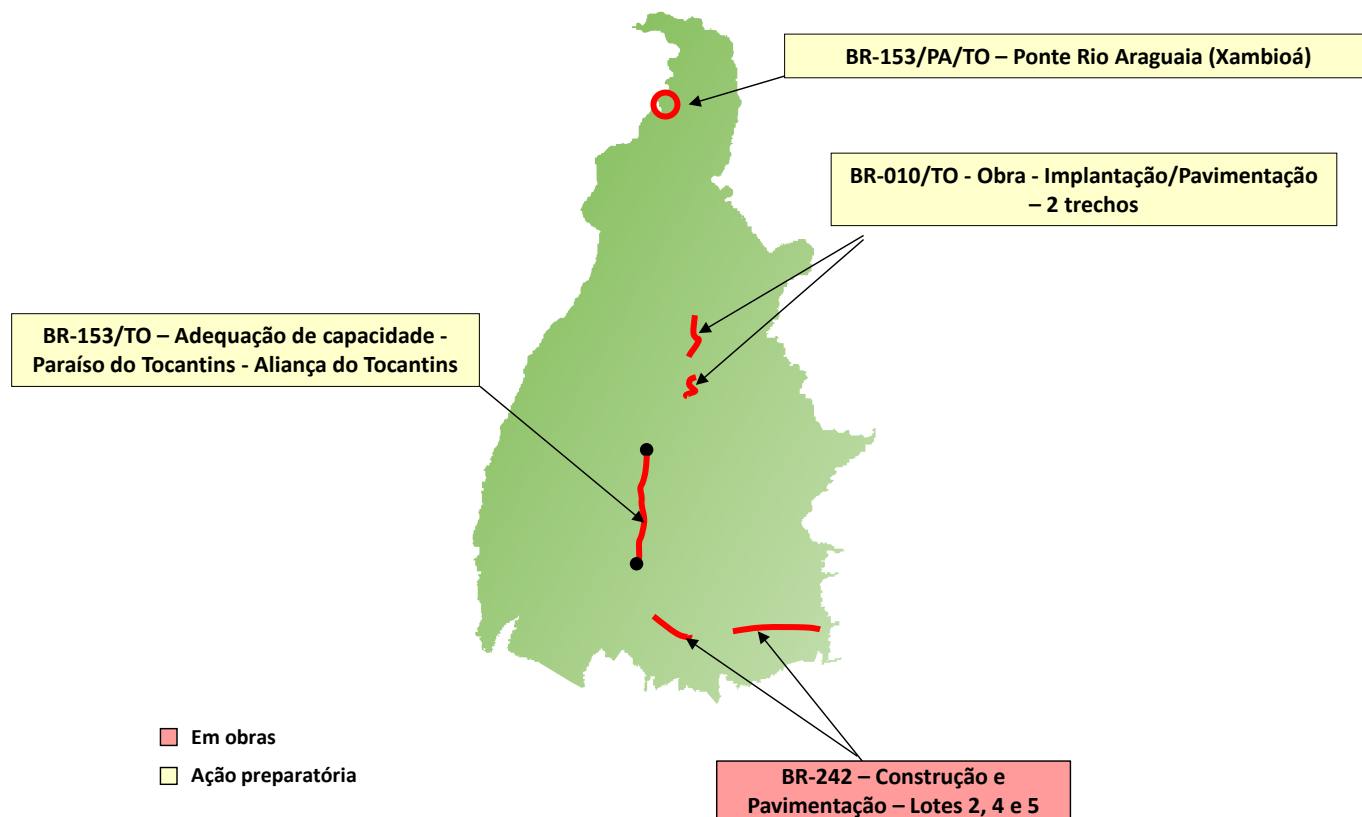 BR-153/PA/TO – Ponte Rio Araguaia (Xambioá)
BR-010/TO - Obra - Implantação/Pavimentação
– 2 trechos
BR-153/TO – Adequação de capacidade -
Paraíso do Tocantins - Aliança do Tocantins
Em obras
Ação preparatória
BR-242 – Construção e
Pavimentação – Lotes 2, 4 e 5